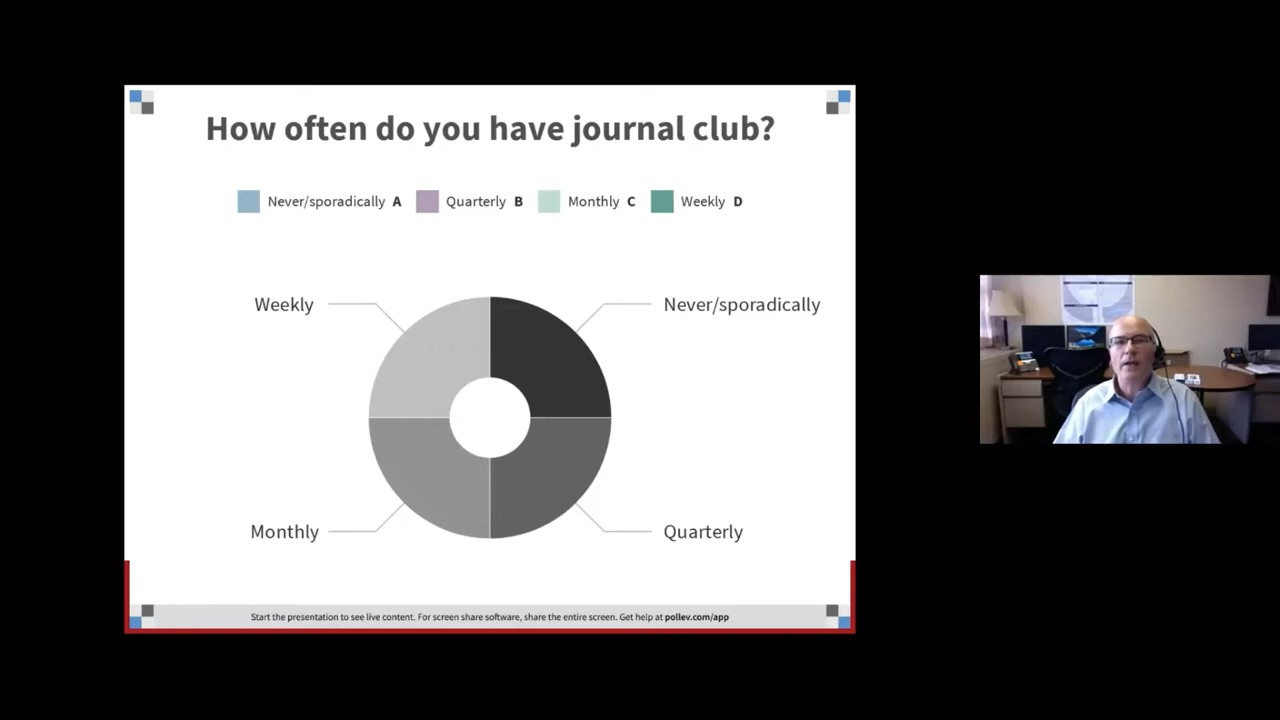 How often do you have journal club?
Never/sporadically A Quarterly B Monthly C Weekly D
Weekly
Never/sporadically
Monthly
Quarterly
Start the presentation to see live content. For screen share software, share the entire screen. Get help at pollev.com/app